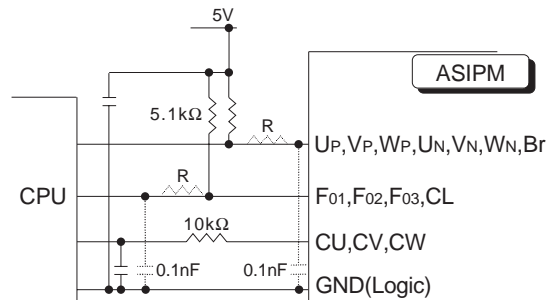 5V
ASIPM
5.1kΩ
R
UP,VP,WP,UN,VN,WN,Br
R
CPU
F01,F02,F03,CL
10kΩ
CU,CV,CW
0.1nF
0.1nF
GND(Logic)